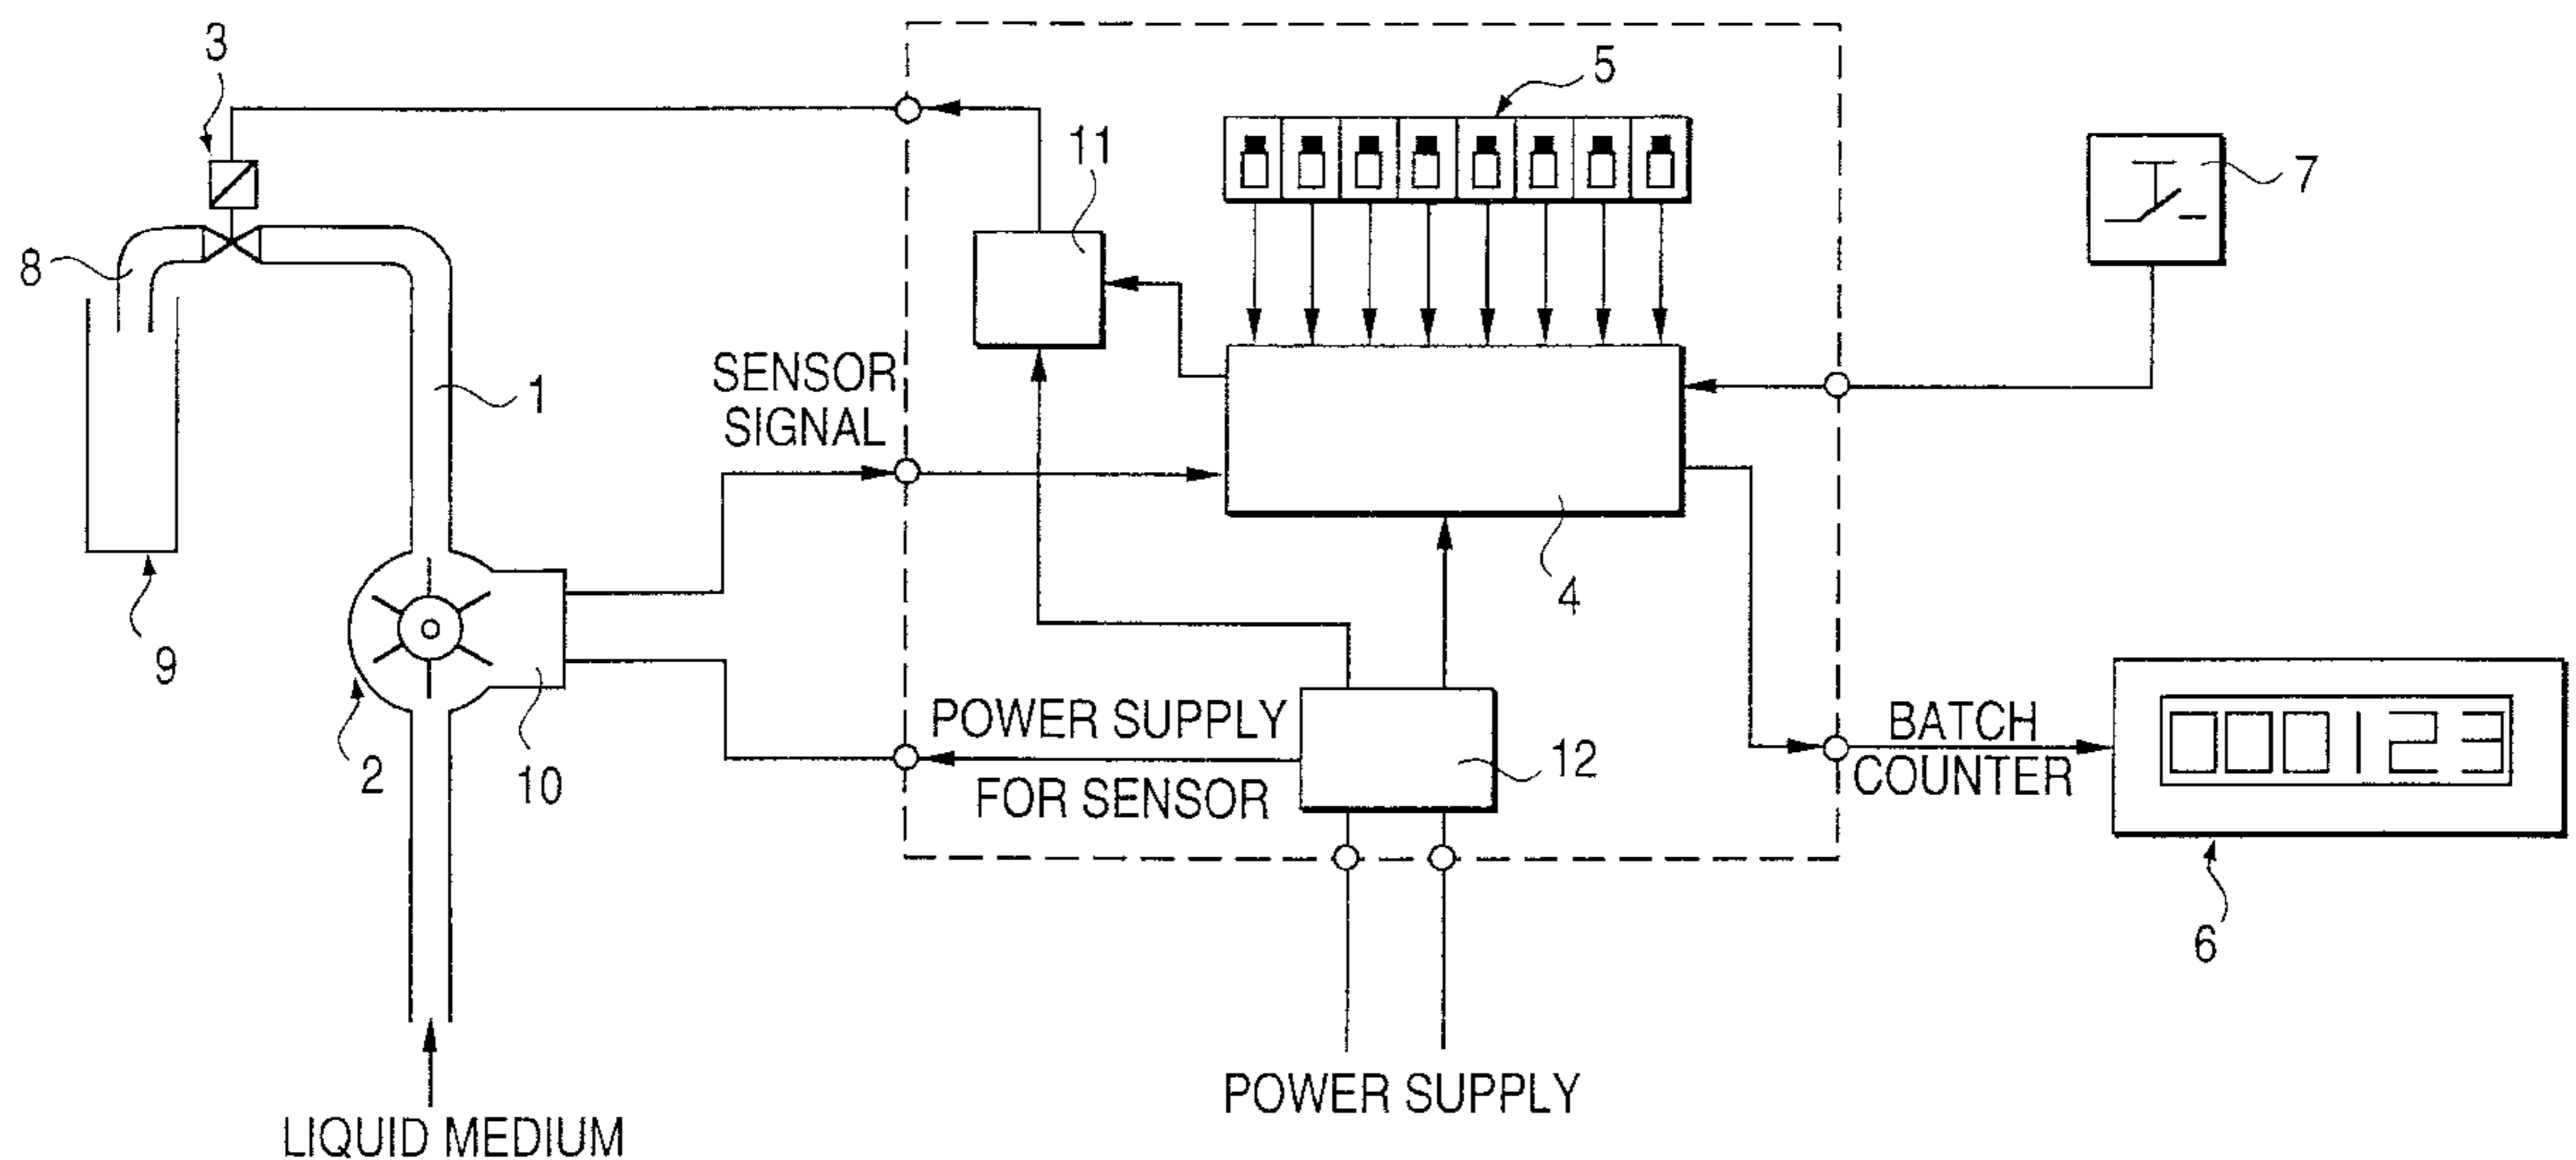 3
5
11
7
8
SENSOR
SIGNAL
1
4
9
2
10
POWER SUPPLY
FOR SENSOR
12
BATCH
COUNTER
000123
6
POWER SUPPLY
LIQUID MEDIUM